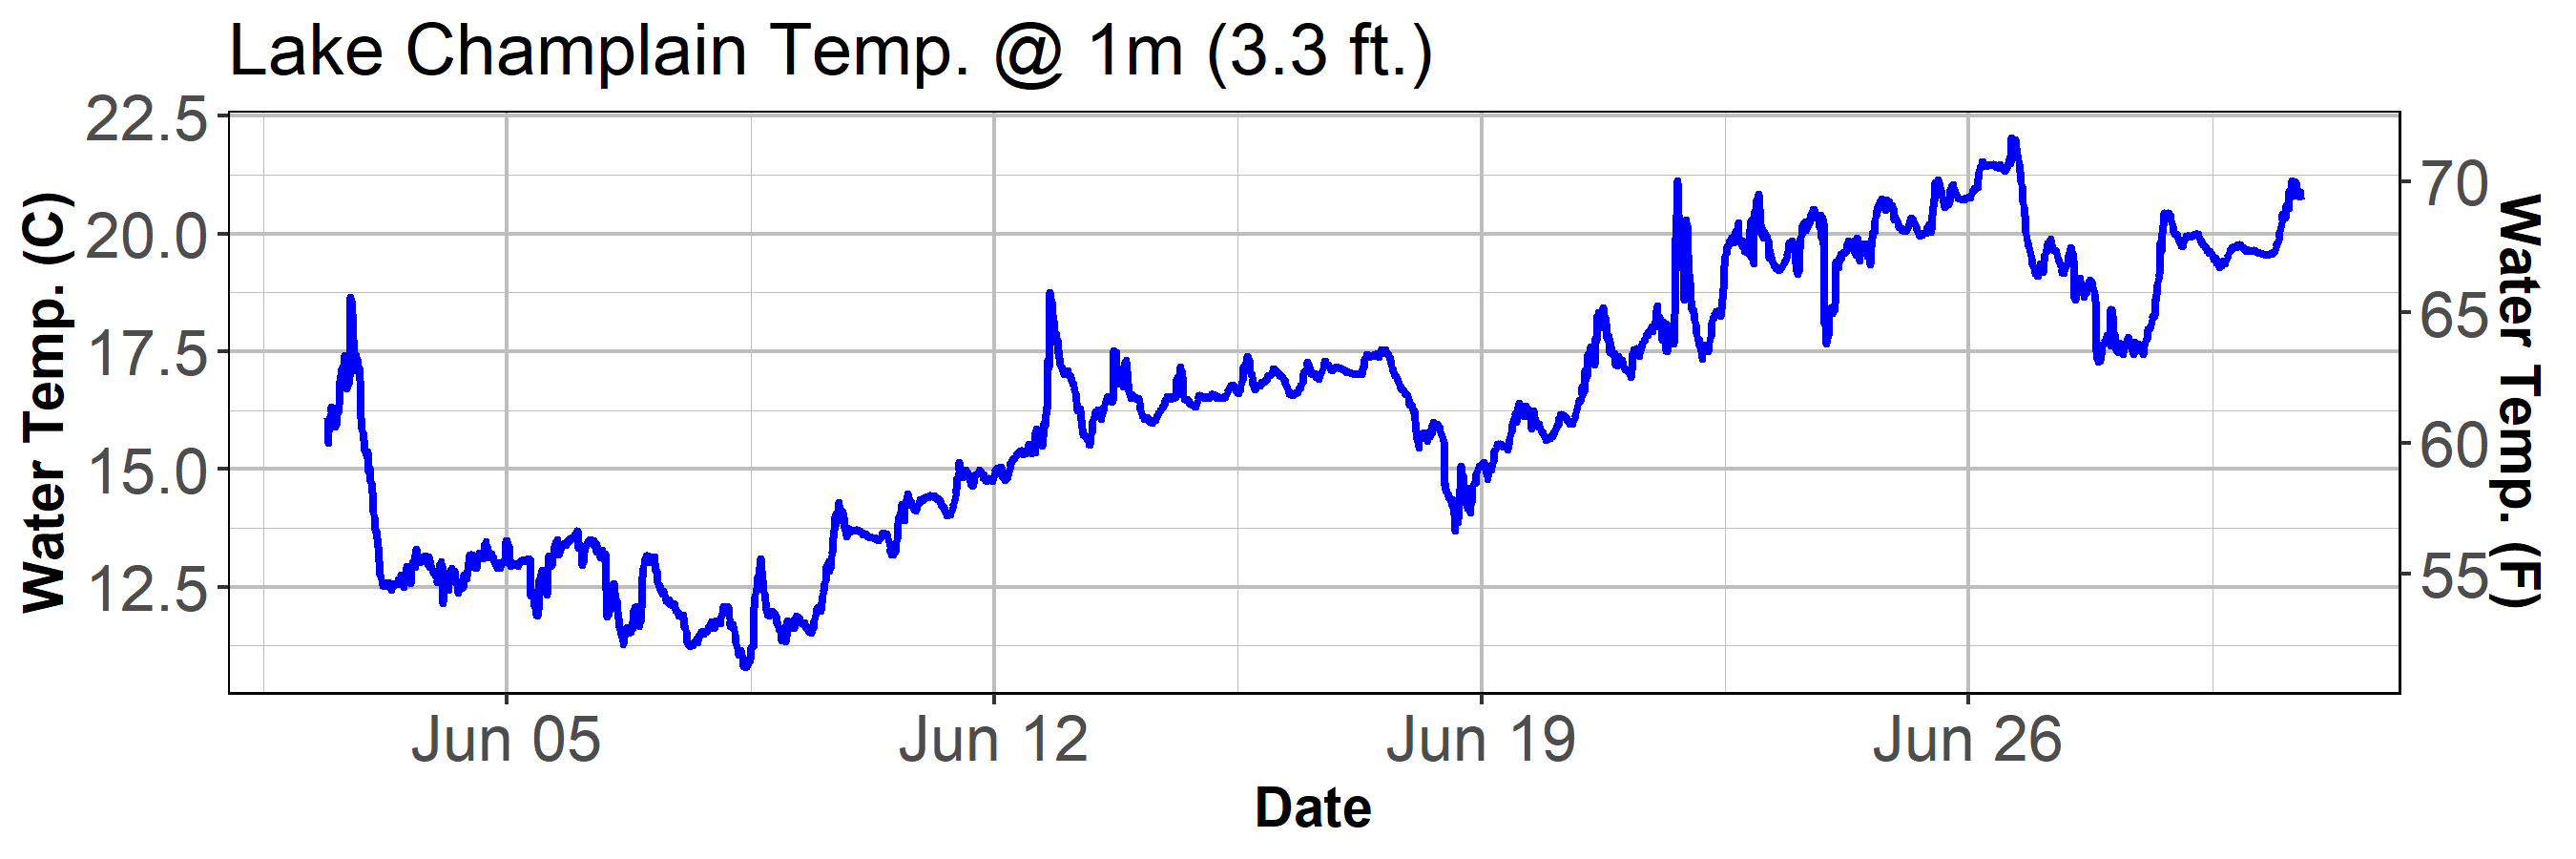 Lake Champlain Temp. @ 1m (3.3 ft.)
Water Temp. (C)
22.5
20.0
17.5
15.0
12.5
70
65
60
55
Water Temp. (F)
Jun 05 Jun 12 Jun 19 Jun 26
Date